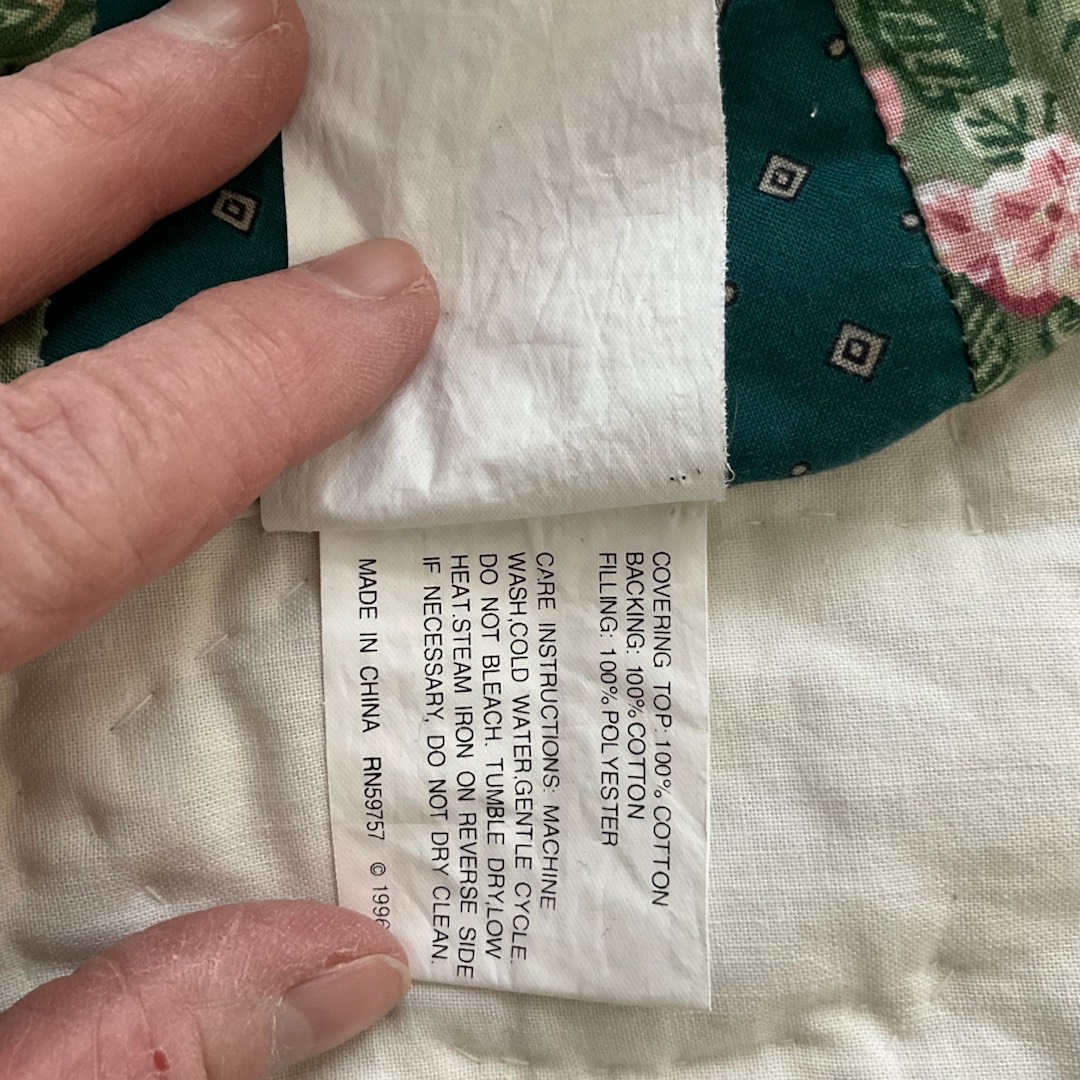 COVERING TOP: 100% COTTON
BACKING: 100% COTTON
FILLING: 100% POLYESTER
CARE INSTRUCTIONS: MACHINE
WASH,COLD WATER,GENTLE CYCLE.
DO NOT BLEACH. TUMBLE DRY,LOW
HEAT.STEAM IRON ON REVERSE SIDE
IF NECESSARY, DO NOT DRY CLEAN.
MADE IN CHINA RN59757 ©